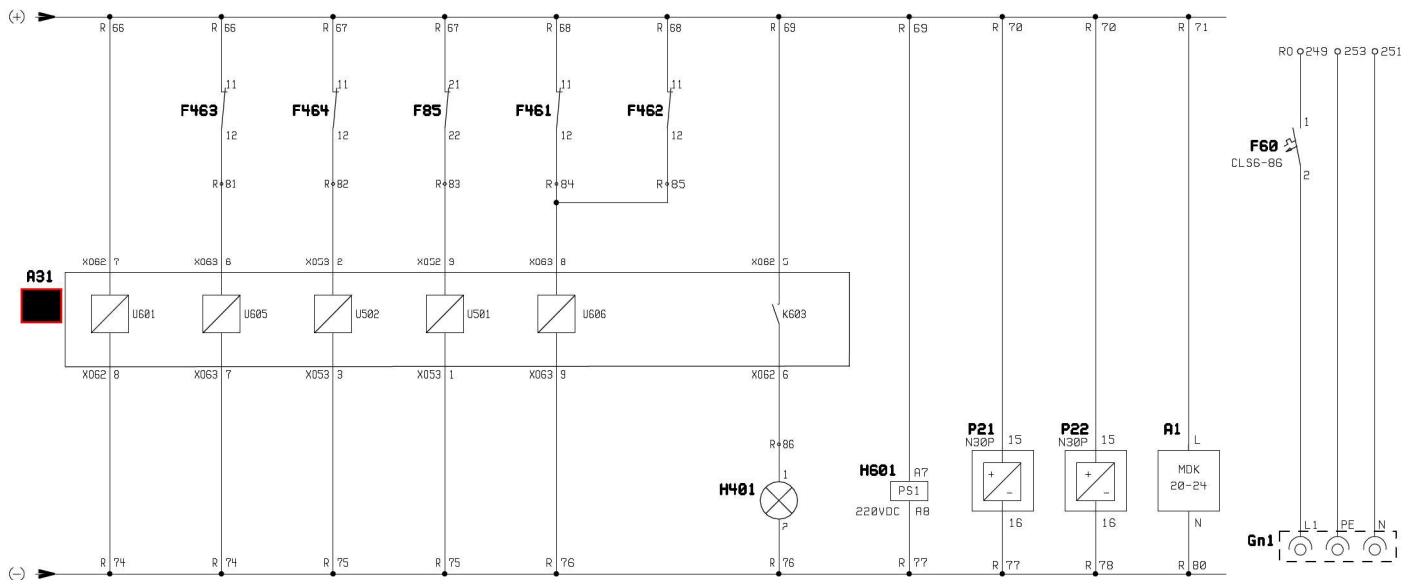 (+)
R 66 R 66 R 67 R 67 R 68 R 68 R 69 R 69 R 70 R 70 R 71
RO 249 253 251
11 11 21 11 11
F463 F464 F85 F461 F462
12 12 22 12 12
1
F60
CLS6-86
2
R 81 R 82 R 83 R 84 R 85
X062 7 X063 6 X053 2 X052 9 X063 8 X062 5
A31
U601 U605 U502 U501 U606 K603
X062 8 X063 7 X053 3 X053 1 X063 9 X062 6
R 86
P21 P22 A1
N30P 15 N30P 15 L
H401 1
H601 A7
PS1
220VDC A8
+ - + -
MDK
20-24
2
16 16 N
Gn1 L1 PE N
R 74 R 74 R 75 R 75 R 76 R 76 R 77 R 77 R 78 R 80
(-)